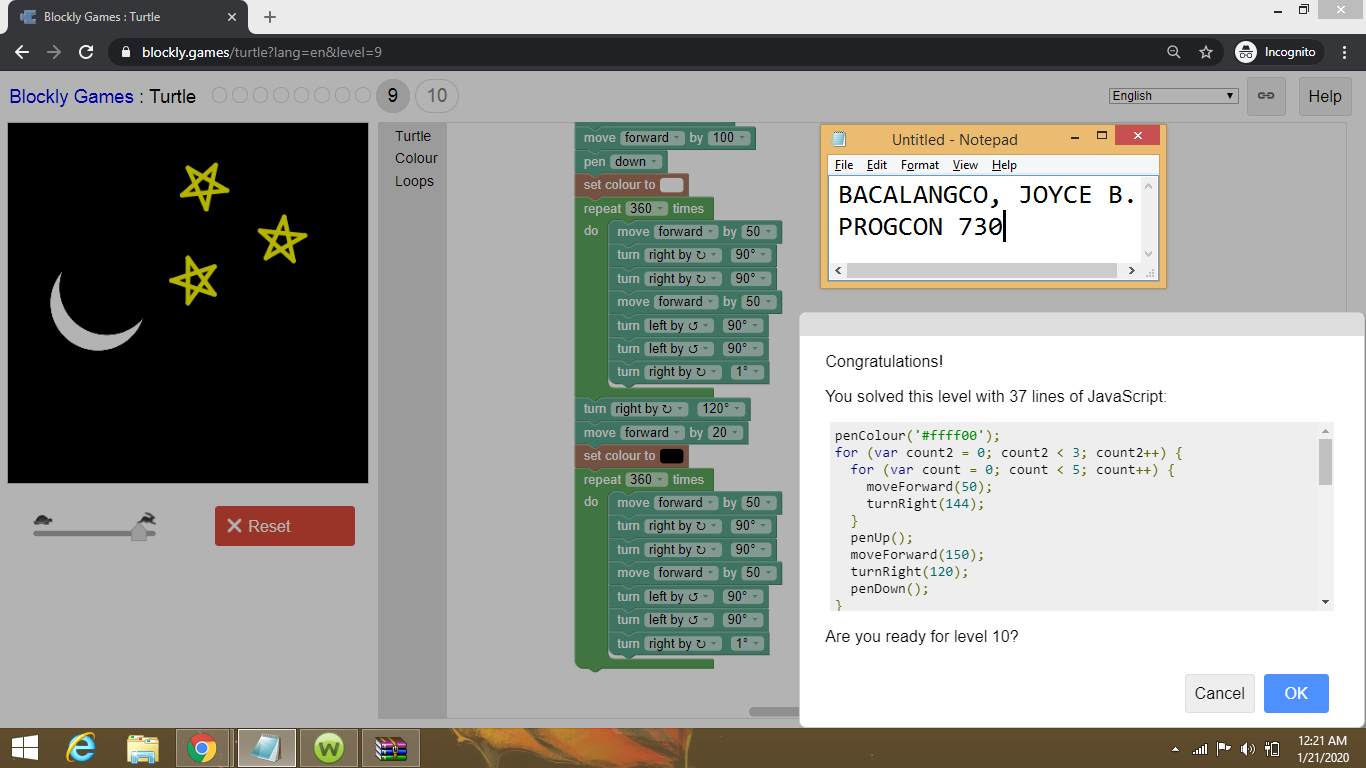 Blockly Games : Turtle
blockly.games/turtle?lang=en&level=9
Incognito
Blockly Games : Turtle
9
10
English
Help
Turtle
Colour
Loops
move forward by 100
pen down
set colour to
repeat 360 times
do move forward by 50
turn right by ↻ 90°
turn right by ↻ 90°
move forward by 50
turn left by ↺ 90°
turn left by ↺ 90°
turn right by ↻ 1°
turn right by ↻ 120°
move forward by 20
set colour to
repeat 360 times
do move forward by 50
turn right by ↻ 90°
turn right by ↻ 90°
move forward by 50
turn left by ↺ 90°
turn left by ↺ 90°
turn right by ↻ 1°
Reset
Untitled - Notepad
File Edit Format View Help
BACALANGCO, JOYCE B.
PROGCON 730
Congratulations!
You solved this level with 37 lines of JavaScript:
penColour('#ffff00');
for (var count2 = 0; count2 < 3; count2++) {
  for (var count = 0; count < 5; count++) {
    moveForward(50);
    turnRight(144);
  }
  penUp();
  moveForward(150);
  turnRight(120);
  penDown();
}
Are you ready for level 10?
Cancel
OK
12:21 AM
1/21/2020